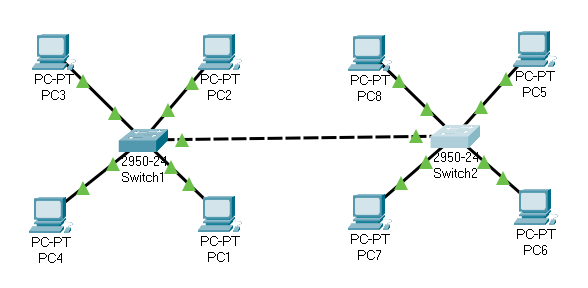 PC-PT
PC3
PC-PT
PC2
PC-PT
PC8
PC-PT
PC5
2950-24
Switch1
2950-24
Switch2
PC-PT
PC4
PC-PT
PC1
PC-PT
PC7
PC-PT
PC6